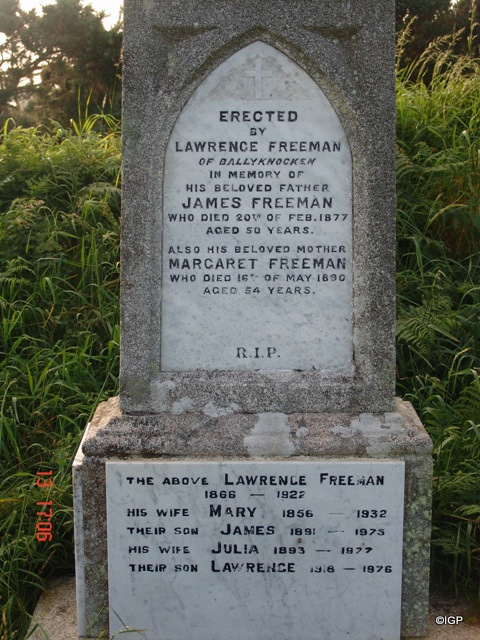 ERECTED
BY
LAWRENCE FREEMAN
OF BALLYKNOCKEN
IN MEMORY OF
HIS BELOVED FATHER
JAMES FREEMAN
WHO DIED 20TH OF FEB. 1877
AGED 50 YEARS.
ALSO HIS BELOVED MOTHER
MARGARET FREEMAN
WHO DIED 16TH OF MAY 1890
AGED 54 YEARS.
R.I.P.
THE ABOVE LAWRENCE FREEMAN
1866 — 1922
HIS WIFE MARY 1856 — 1932
THEIR SON JAMES 1891 — 1975
HIS WIFE JULIA 1893 — 1977
THEIR SON LAWRENCE 1918 — 1976
©IGP